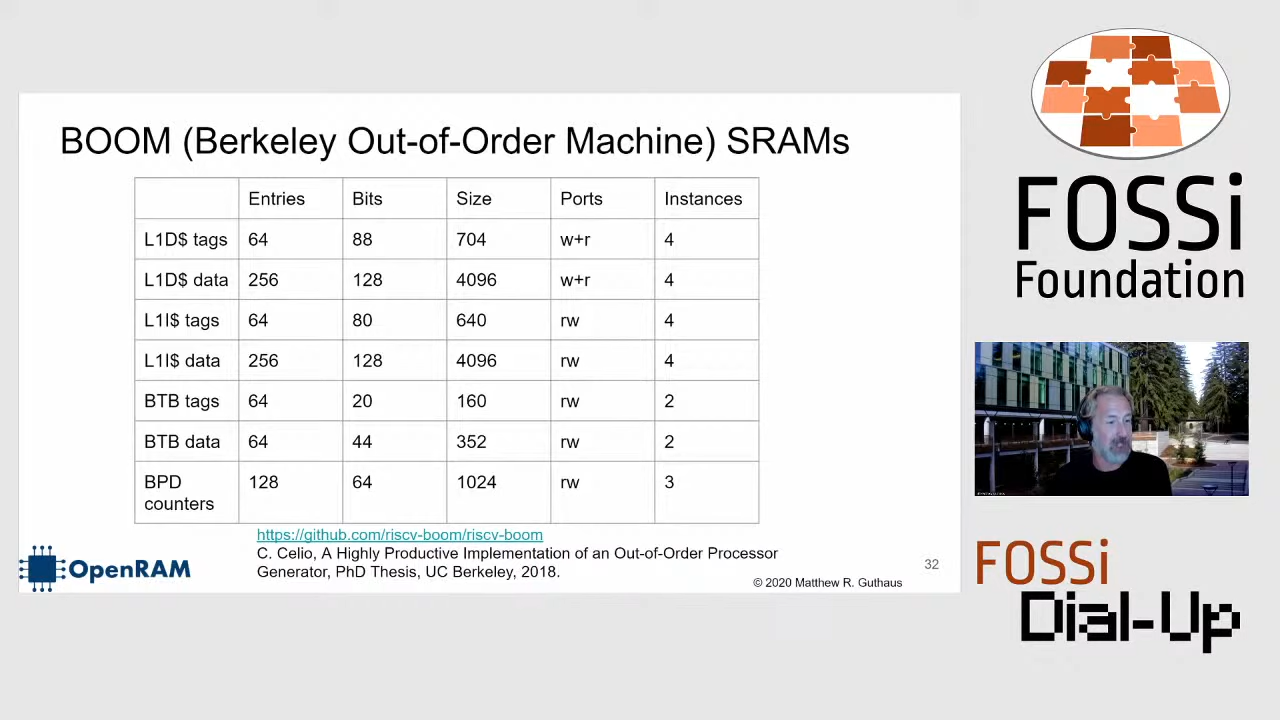 BOOM (Berkeley Out-of-Order Machine) SRAMs
Entries Bits Size Ports Instances
L1D$ tags 64 88 704 w+r 4
L1D$ data 256 128 4096 w+r 4
L1I$ tags 64 80 640 rw 4
L1I$ data 256 128 4096 rw 4
BTB tags 64 20 160 rw 2
BTB data 64 44 352 rw 2
BPD 128 64 1024 rw 3
counters
https://github.com/riscv-boom/riscv-boom
C. Celio, A Highly Productive Implementation of an Out-of-Order Processor
Generator, PhD Thesis, UC Berkeley, 2018.
OpenRAM
32
© 2020 Matthew R. Guthaus
FOSSi
Foundation
FOSSi
Dial-Up